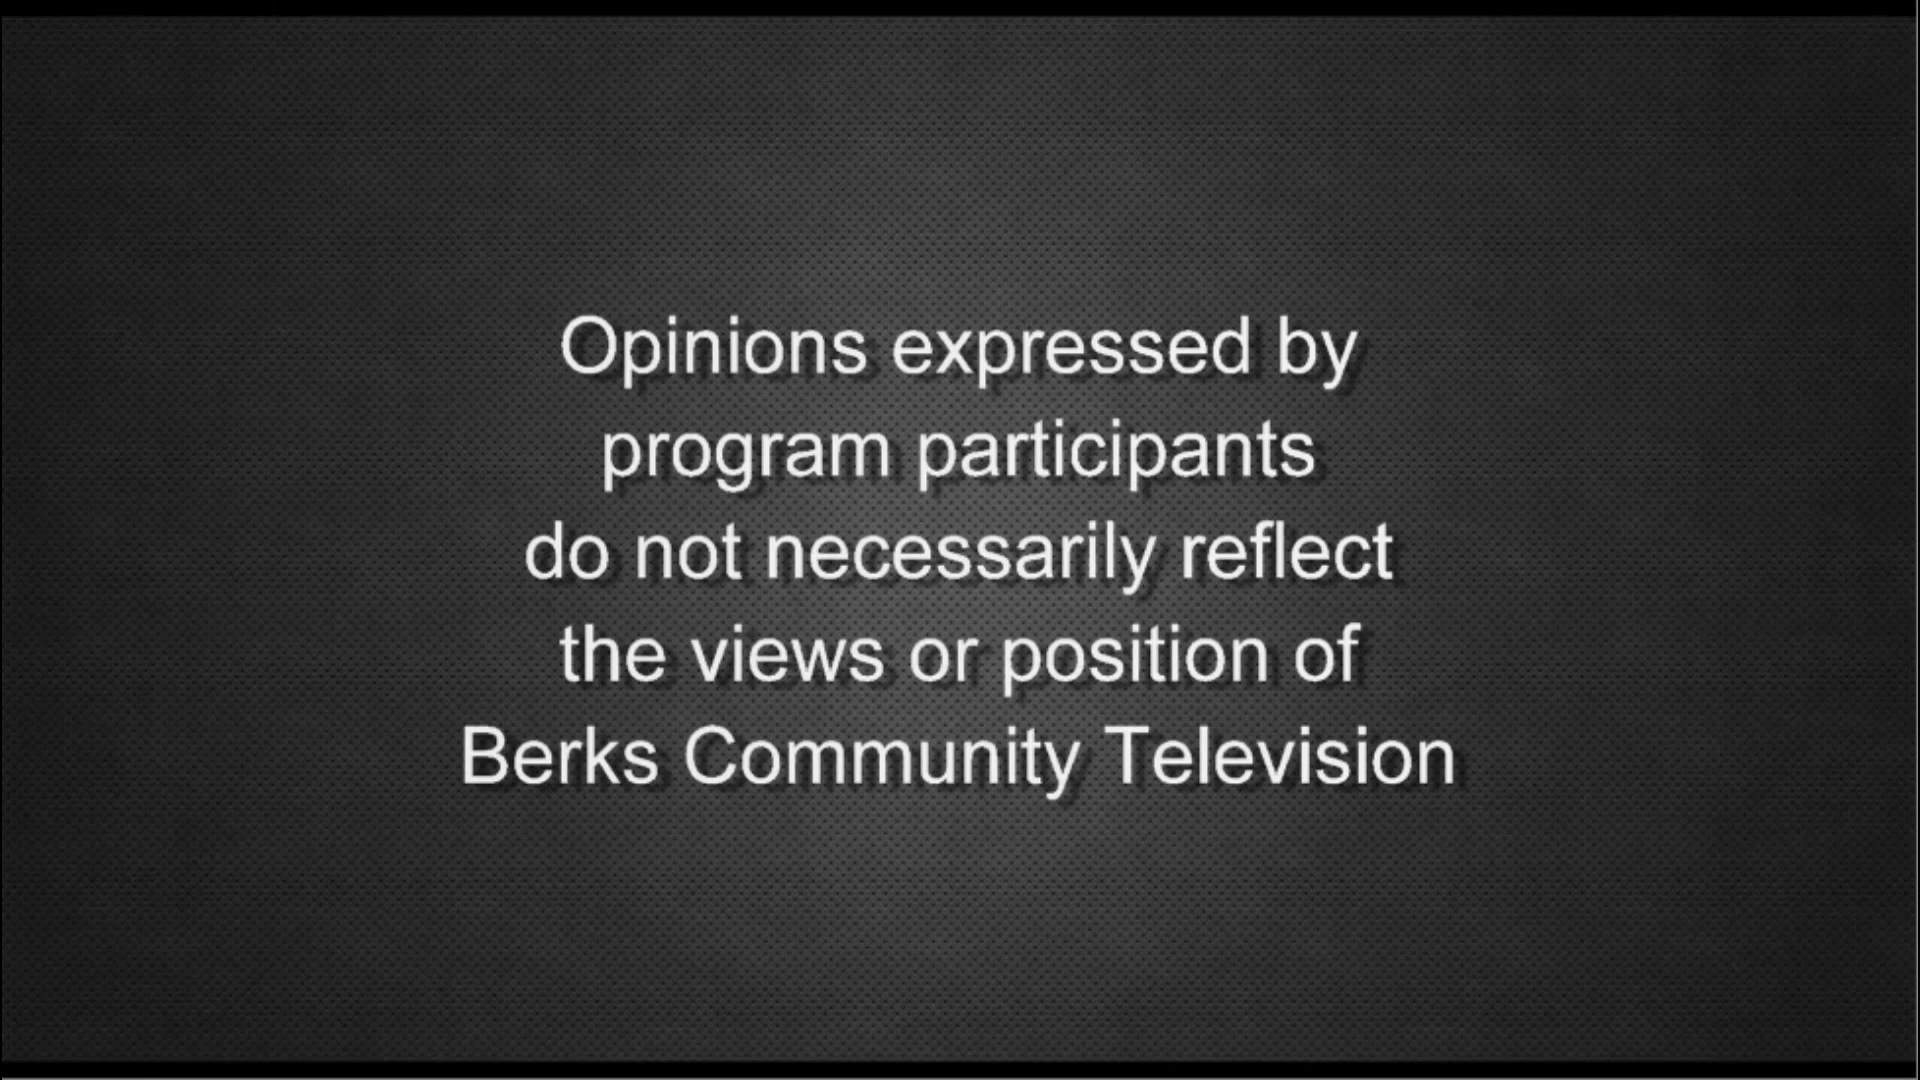 Opinions expressed by
program participants
do not necessarily reflect
the views or position of
Berks Community Television